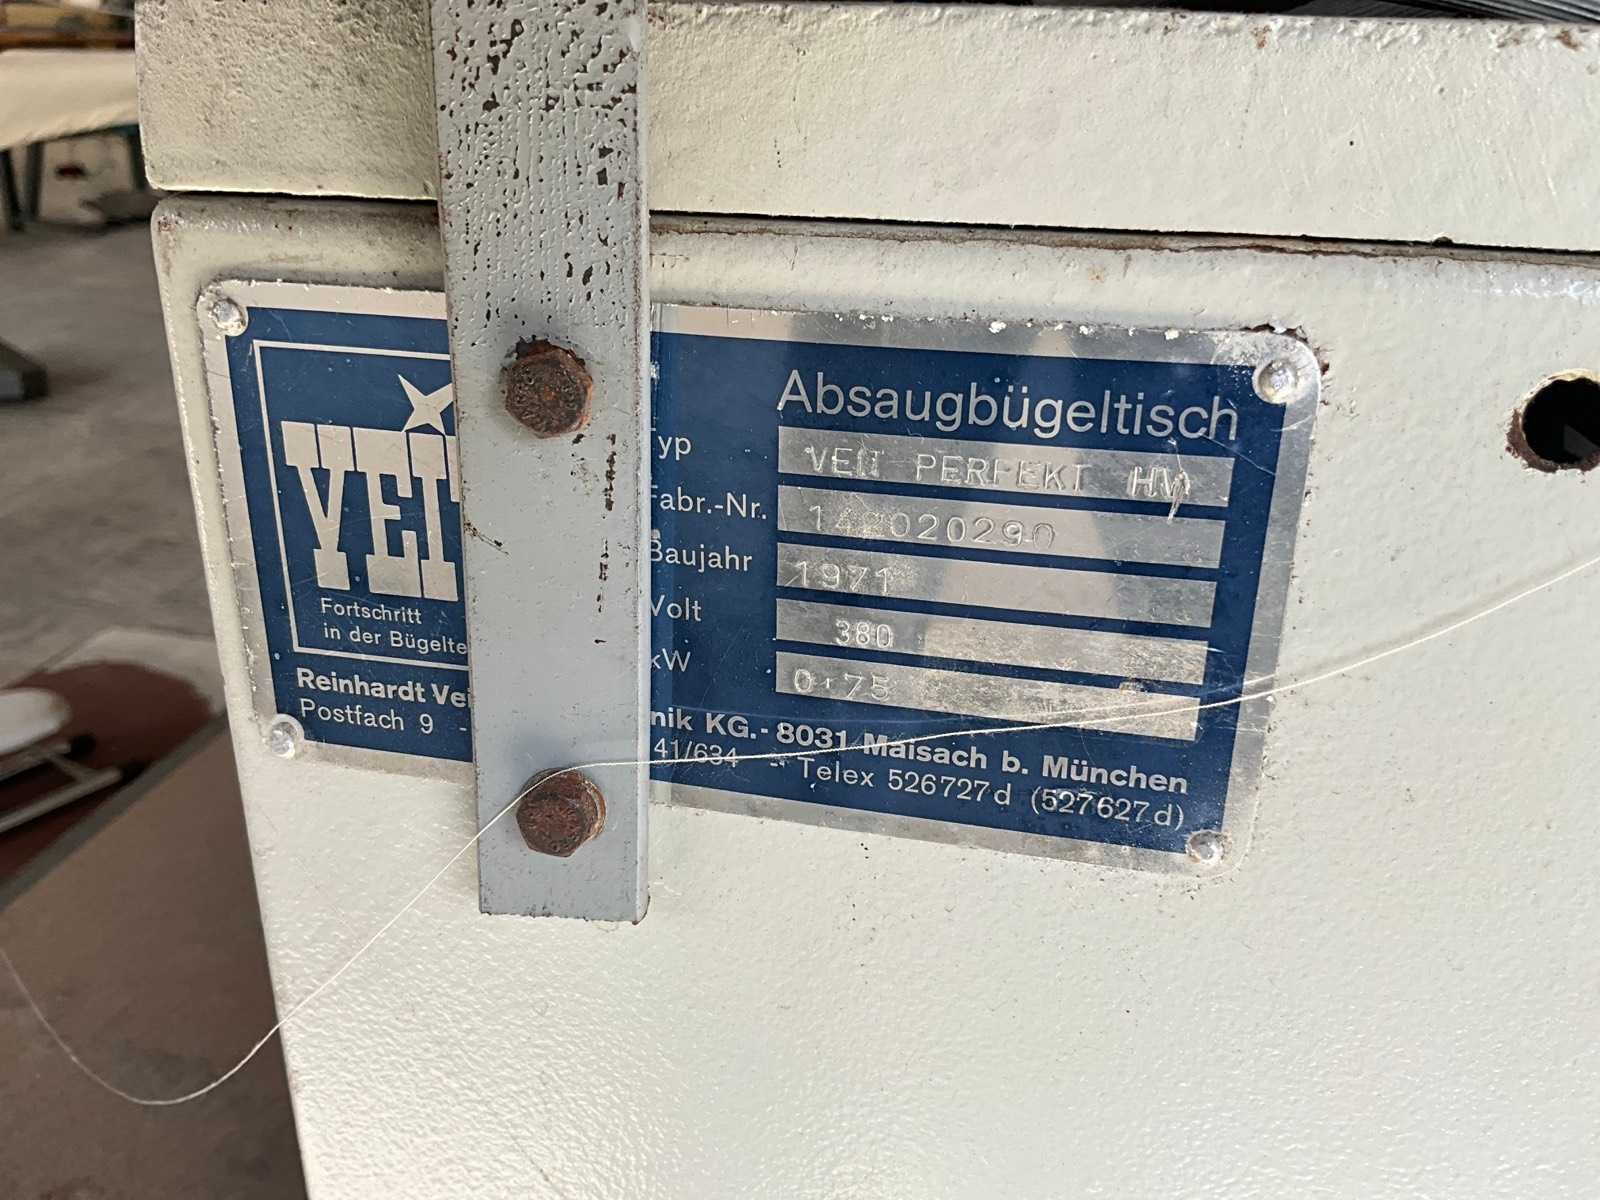 VEIT
Fortschritt
in der Bügelte
Absaugbügeltisch
Typ VEIT PERFEKT HV
Fabr.-Nr. 142020290
Baujahr 1971
Volt 380
kW 0.75
Reinhardt Vei nik KG.- 8031 Maisach b. München
Postfach 9 - 41/634 - Telex 526727d (527627d)